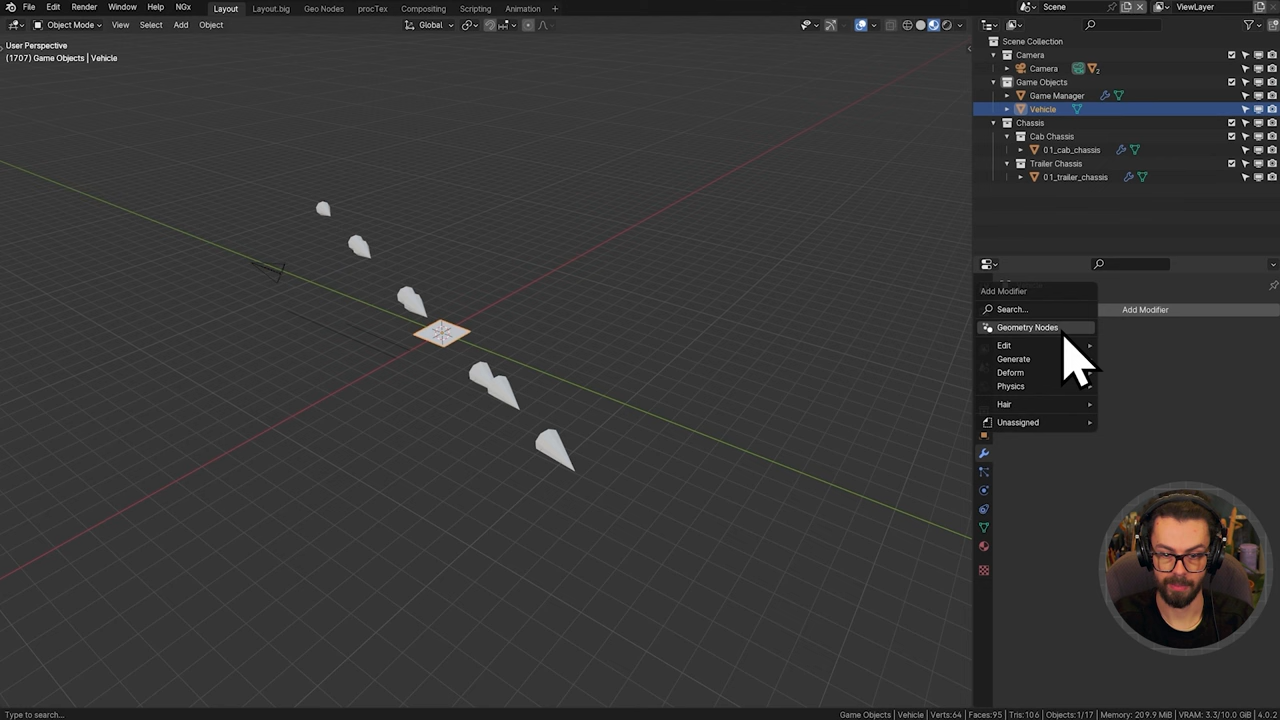 File Edit Render Window Help NGx Layout Layout.big Geo Nodes procTex Compositing Scripting Animation + Scene ViewLayer
Object Mode View Select Add Object Global
User Perspective
(1707) Game Objects | Vehicle
Scene Collection
Camera
Camera 2
Game Objects
Game Manager
Vehicle
Chassis
Cab Chassis
01_cab_chassis
Trailer Chassis
01_trailer_chassis
Add Modifier
Search...
Add Modifier
Geometry Nodes
Edit
Generate
Deform
Physics
Hair
Unassigned
Type to search...
Game Objects | Vehicle | Verts:64 | Faces:95 | Tris:106 | Objects:1/17 | Memory: 209.9 MiB | VRAM: 3.3/10.0 GiB | 4.0.2